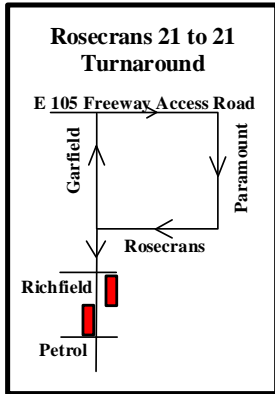 Rosecrans 21 to 21
Turnaround
E 105 Freeway Access Road
Garfield
Paramount
Rosecrans
Richfield
Petrol